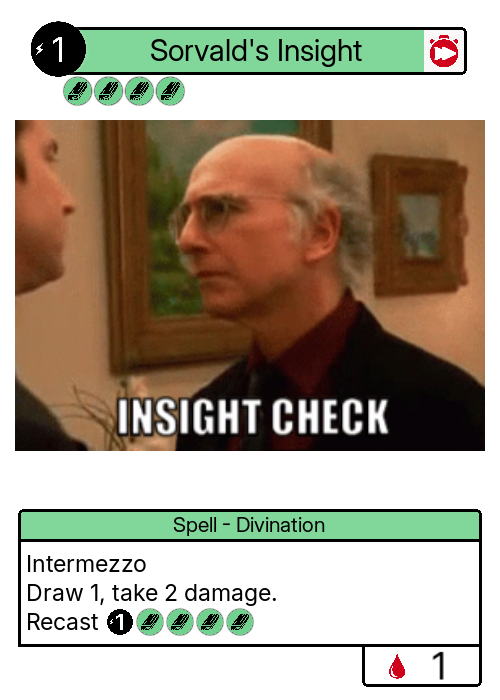 1
Sorvald's Insight
INSIGHT CHECK
Spell - Divination
Intermezzo
Draw 1, take 2 damage.
Recast 1
1